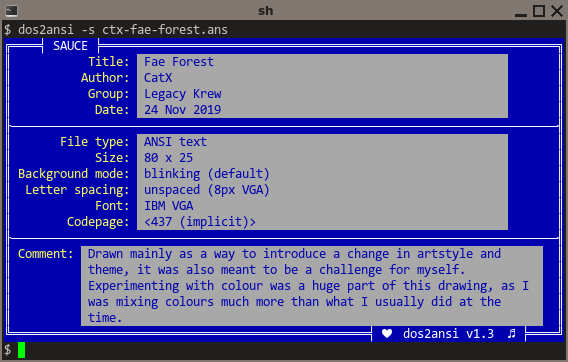 sh
$ dos2ansi -s ctx-fae-forest.ans
SAUCE
Title: Fae Forest
Author: CatX
Group: Legacy Krew
Date: 24 Nov 2019
File type: ANSI text
Size: 80 x 25
Background mode: blinking (default)
Letter spacing: unspaced (8px VGA)
Font: IBM VGA
Codepage: <437 (implicit)>
Comment: Drawn mainly as a way to introduce a change in artstyle and
theme, it was also meant to be a challenge for myself.
Experimenting with colour was a huge part of this drawing, as I
was mixing colours much more than what I usually did at the
time.
♥ dos2ansi v1.3 ♬
$